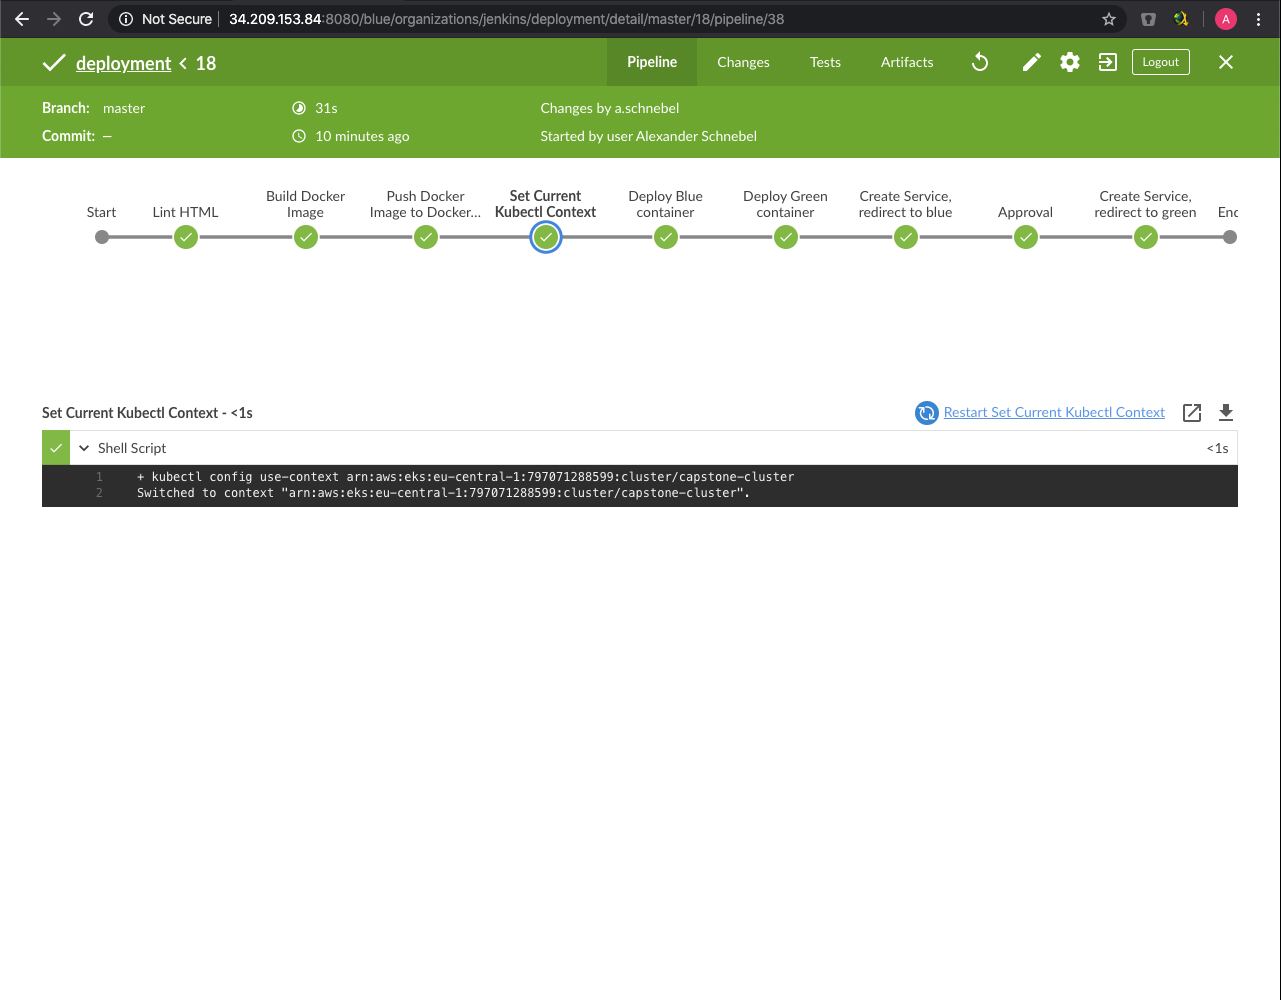 Not Secure 34.209.153.84:8080/blue/organizations/jenkins/deployment/detail/master/18/pipeline/38 A
deployment < 18 Pipeline Changes Tests Artifacts Logout
Branch: master 31s Changes by a.schnebel
Commit: – 10 minutes ago Started by user Alexander Schnebel
Start
Lint HTML
Build Docker
Image
Push Docker
Image to Docker...
Set Current
Kubectl Context
Deploy Blue
container
Deploy Green
container
Create Service,
redirect to blue
Approval
Create Service,
redirect to green
Set Current Kubectl Context - <1s Restart Set Current Kubectl Context
Shell Script <1s
1 + kubectl config use-context arn:aws:eks:eu-central-1:797071288599:cluster/capstone-cluster
2 Switched to context "arn:aws:eks:eu-central-1:797071288599:cluster/capstone-cluster".